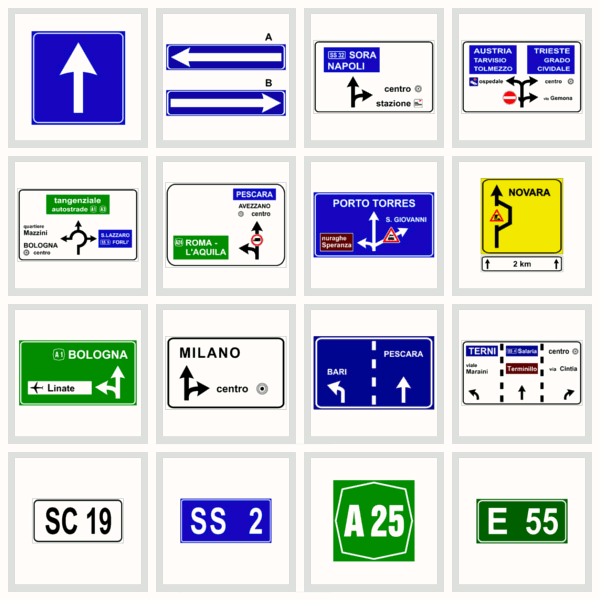 A
B
SS 32 SORA
NAPOLI
centro
stazione
AUSTRIA
TARVISIO
TOLMEZZO
TRIESTE
GRADO
CIVIDALE
ospedale
centro
via Gemona
tangenziale
autostrade A1 A3
quartiere
Mazzini
BOLOGNA
centro
S.LAZZARO
FORLI'
PESCARA
AVEZZANO
centro
ROMA -
L'AQUILA
PORTO TORRES
S. GIOVANNI
nuraghe
Speranza
NOVARA
2 km
A1 BOLOGNA
Linate
MILANO
centro
BARI
PESCARA
TERNI
viale
Maraini
Salaria
Terminillo
centro
via Cintia
SC 19
SS 2
A 25
E 55